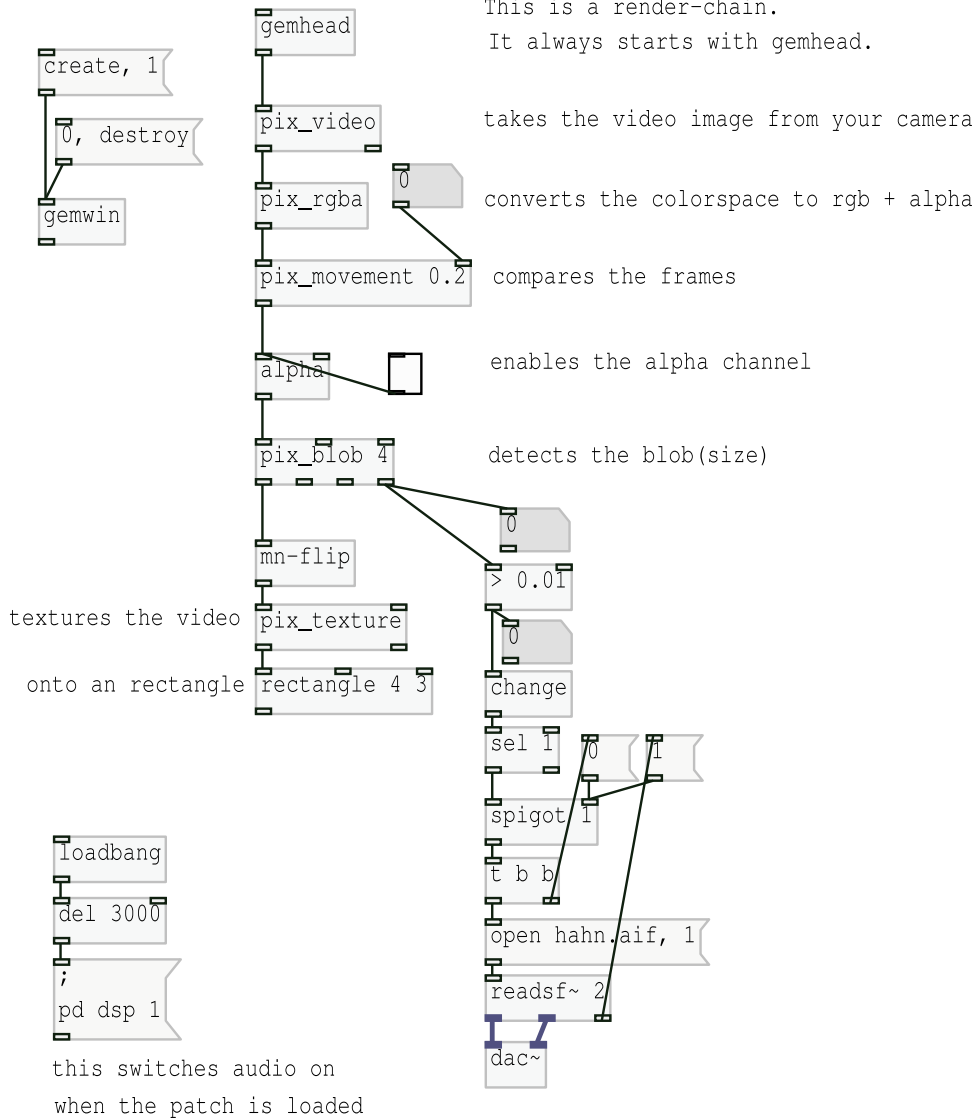 This is a render-chain.
gemhead
It always starts with gemhead.
create, 1
pix_video
takes the video image from your camera
0, destroy
0
pix_rgba
converts the colorspace to rgb + alpha
gemwin
pix_movement 0.2
compares the frames
alpha
enables the alpha channel
pix_blob 4
detects the blob(size)
0
mn-flip
> 0.01
textures the video
pix_texture
0
onto an rectangle
rectangle 4 3
change
sel 1
0
1
spigot 1
loadbang
t b b
del 3000
open hahn.aif, 1
;
readsf~ 2
pd dsp 1
dac~
this switches audio on
when the patch is loaded